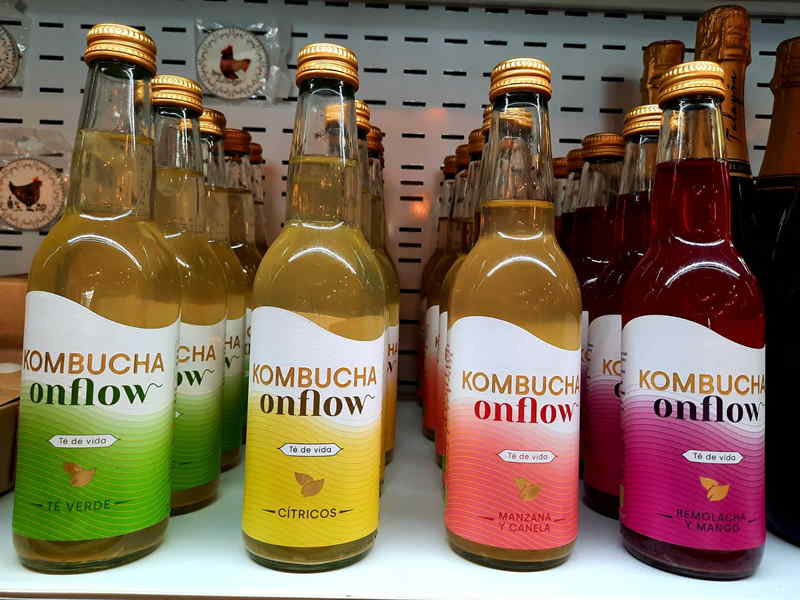 KOMBUCHA
onflow
Té de vida
TÉ VERDE
KOMBUCHA
onflow
Té de vida
CÍTRICOS
KOMBUCHA
onflow
Té de vida
MANZANA
Y CANELA
KOMBUCHA
onflow
Té de vida
REMOLACHA
Y MANGO